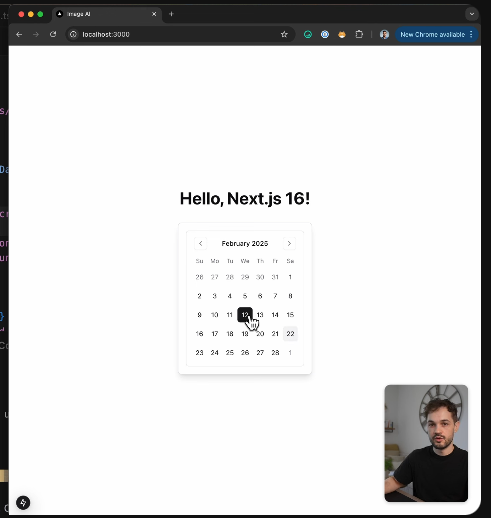 Image AI
localhost:3000
New Chrome available
Hello, Next.js 16!
February 2025
Su Mo Tu We Th Fr Sa
26 27 28 29 30 31 1
2 3 4 5 6 7 8
9 10 11 12 13 14 15
16 17 18 19 20 21 22
23 24 25 26 27 28 1